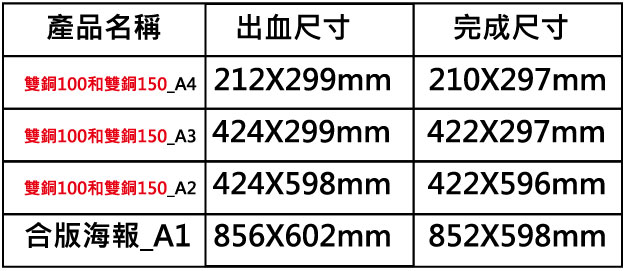 產品名稱 出血尺寸 完成尺寸
雙銅100和雙銅150_A4 212X299mm 210X297mm
雙銅100和雙銅150_A3 424X299mm 422X297mm
雙銅100和雙銅150_A2 424X598mm 422X596mm
合版海報_A1 856X602mm 852X598mm